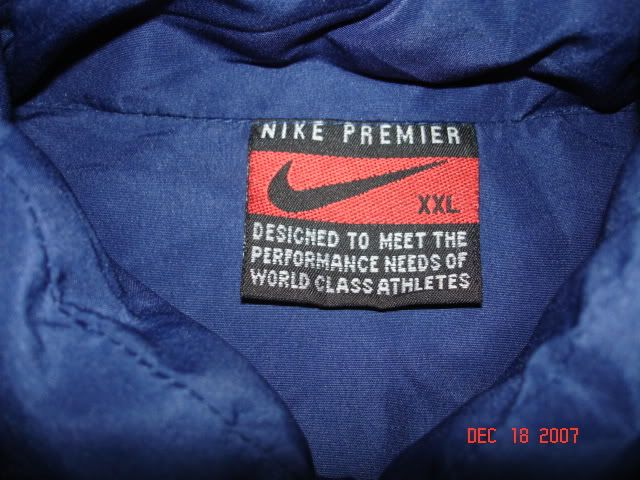 NIKE PREMIER
XXL
DESIGNED TO MEET THE
PERFORMANCE NEEDS OF
WORLD CLASS ATHLETES
DEC 18 2007